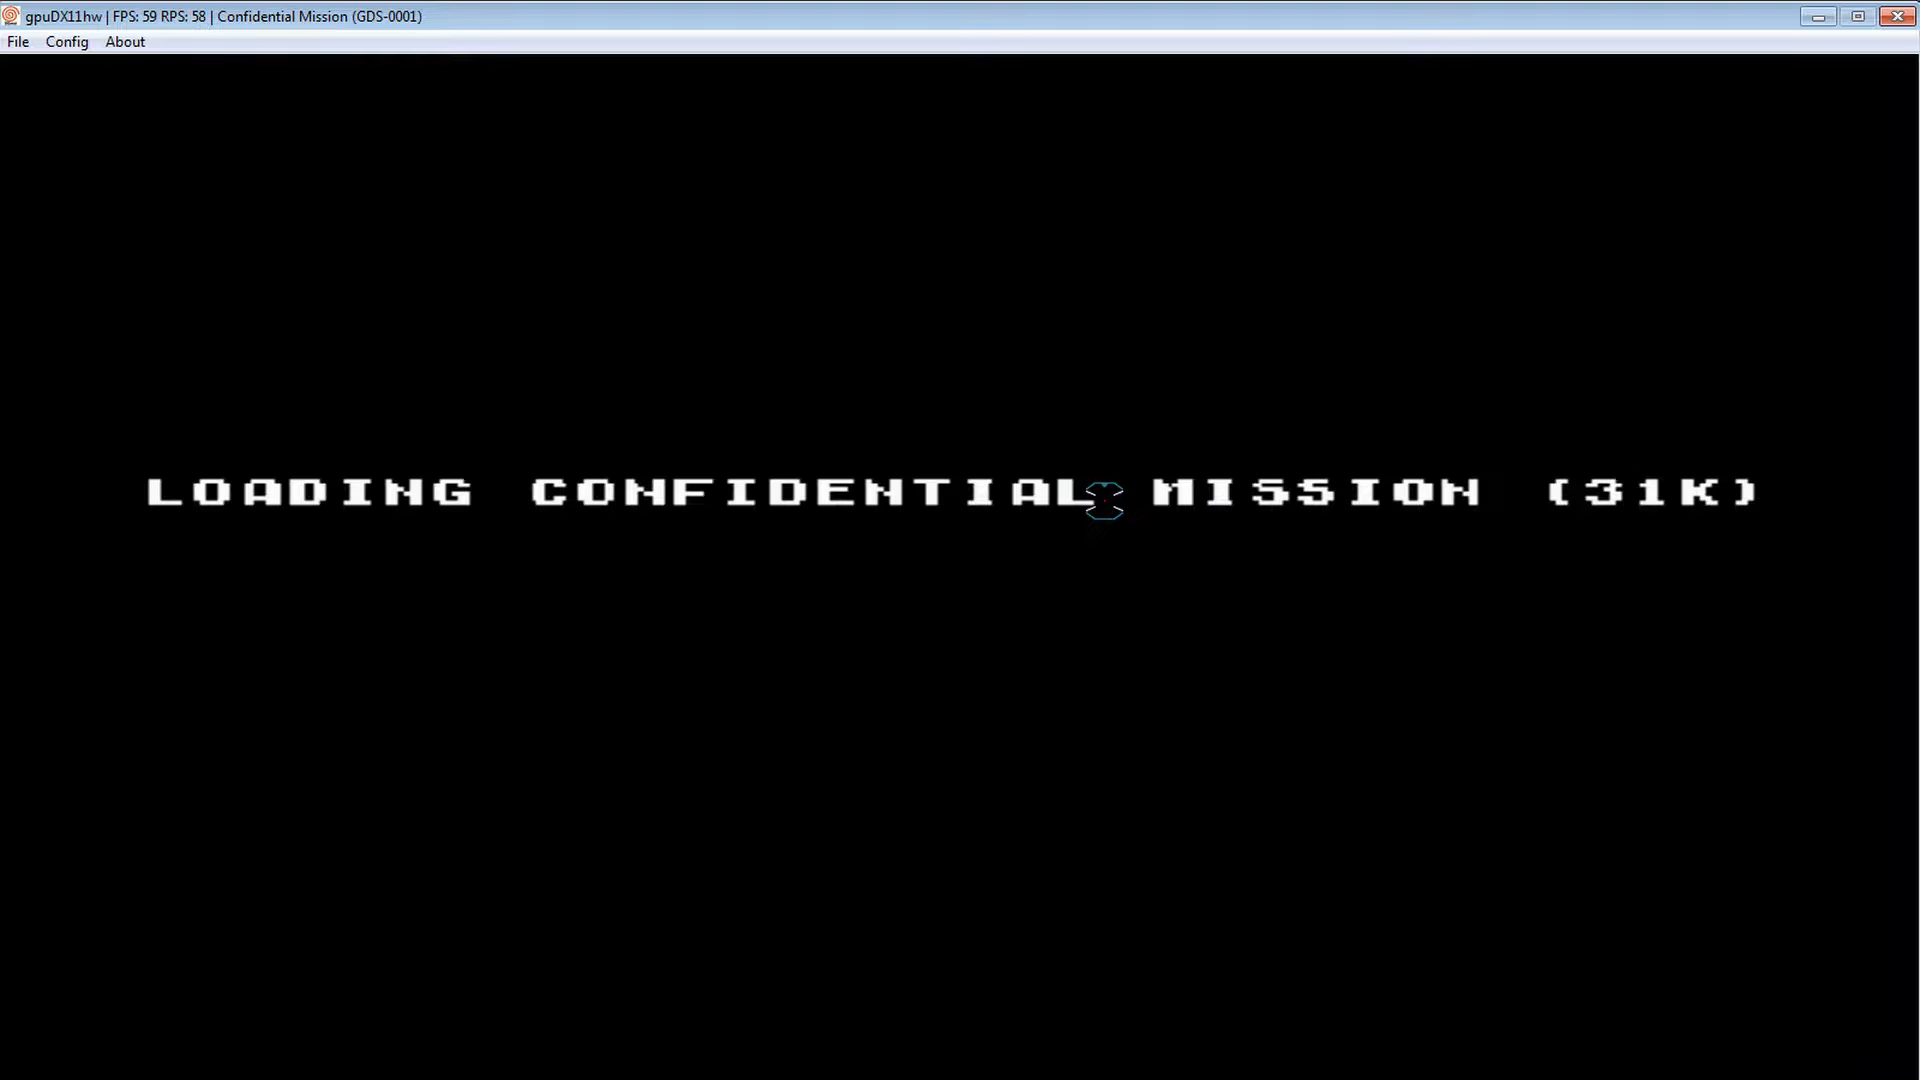 gpuDX11hw | FPS: 59 RPS: 58 | Confidential Mission (GDS-0001)
File Config About
LOADING CONFIDENTIAL MISSION (31K)